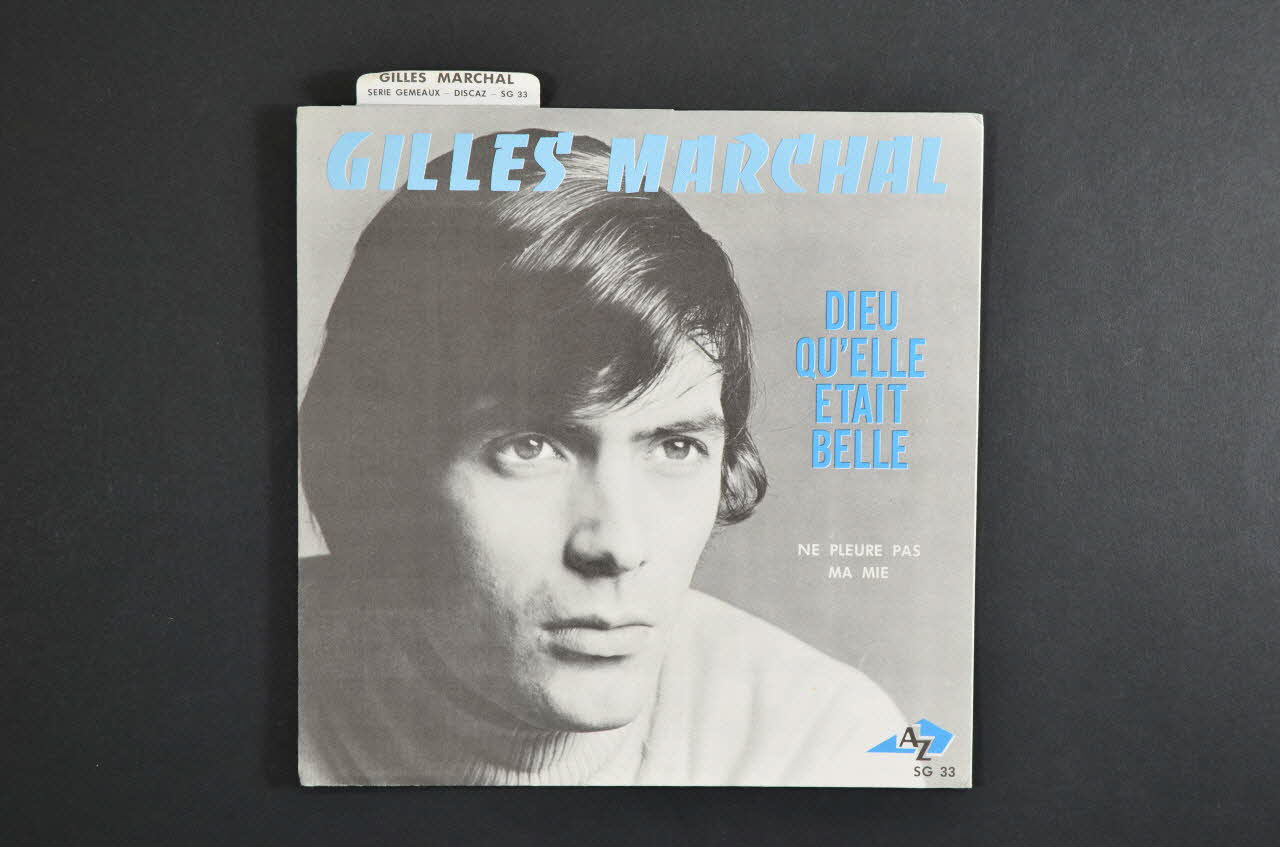 GILLES MARCHAL
SERIE GEMEAUX - DISCAZ - SG 33
GILLES MARCHAL
DIEU
QU'ELLE
ETAIT
BELLE
NE PLEURE PAS
MA MIE
AZ
SG 33